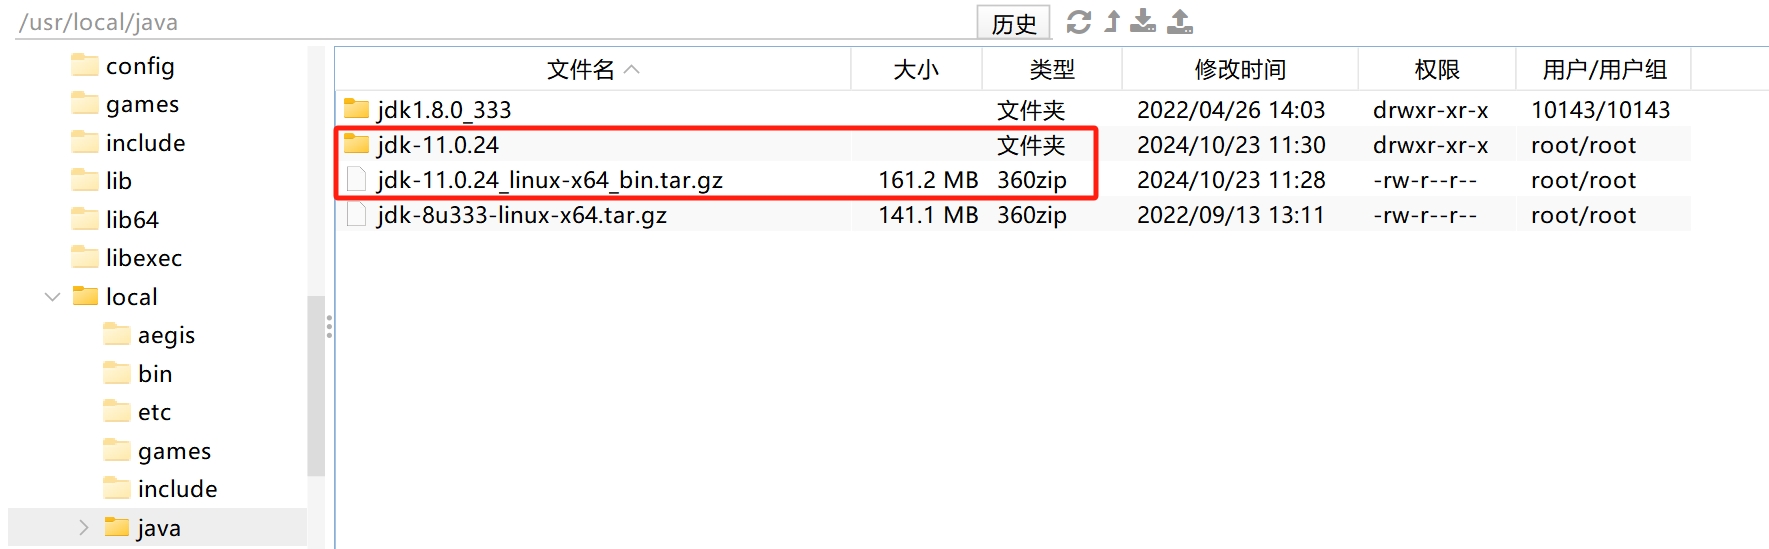 /usr/local/java 历史
config
games
include
lib
lib64
libexec
local
aegis
bin
etc
games
include
java
文件名 大小 类型 修改时间 权限 用户/用户组
jdk1.8.0_333 文件夹 2022/04/26 14:03 drwxr-xr-x 10143/10143
jdk-11.0.24 文件夹 2024/10/23 11:30 drwxr-xr-x root/root
jdk-11.0.24_linux-x64_bin.tar.gz 161.2 MB 360zip 2024/10/23 11:28 -rw-r--r-- root/root
jdk-8u333-linux-x64.tar.gz 141.1 MB 360zip 2022/09/13 13:11 -rw-r--r-- root/root